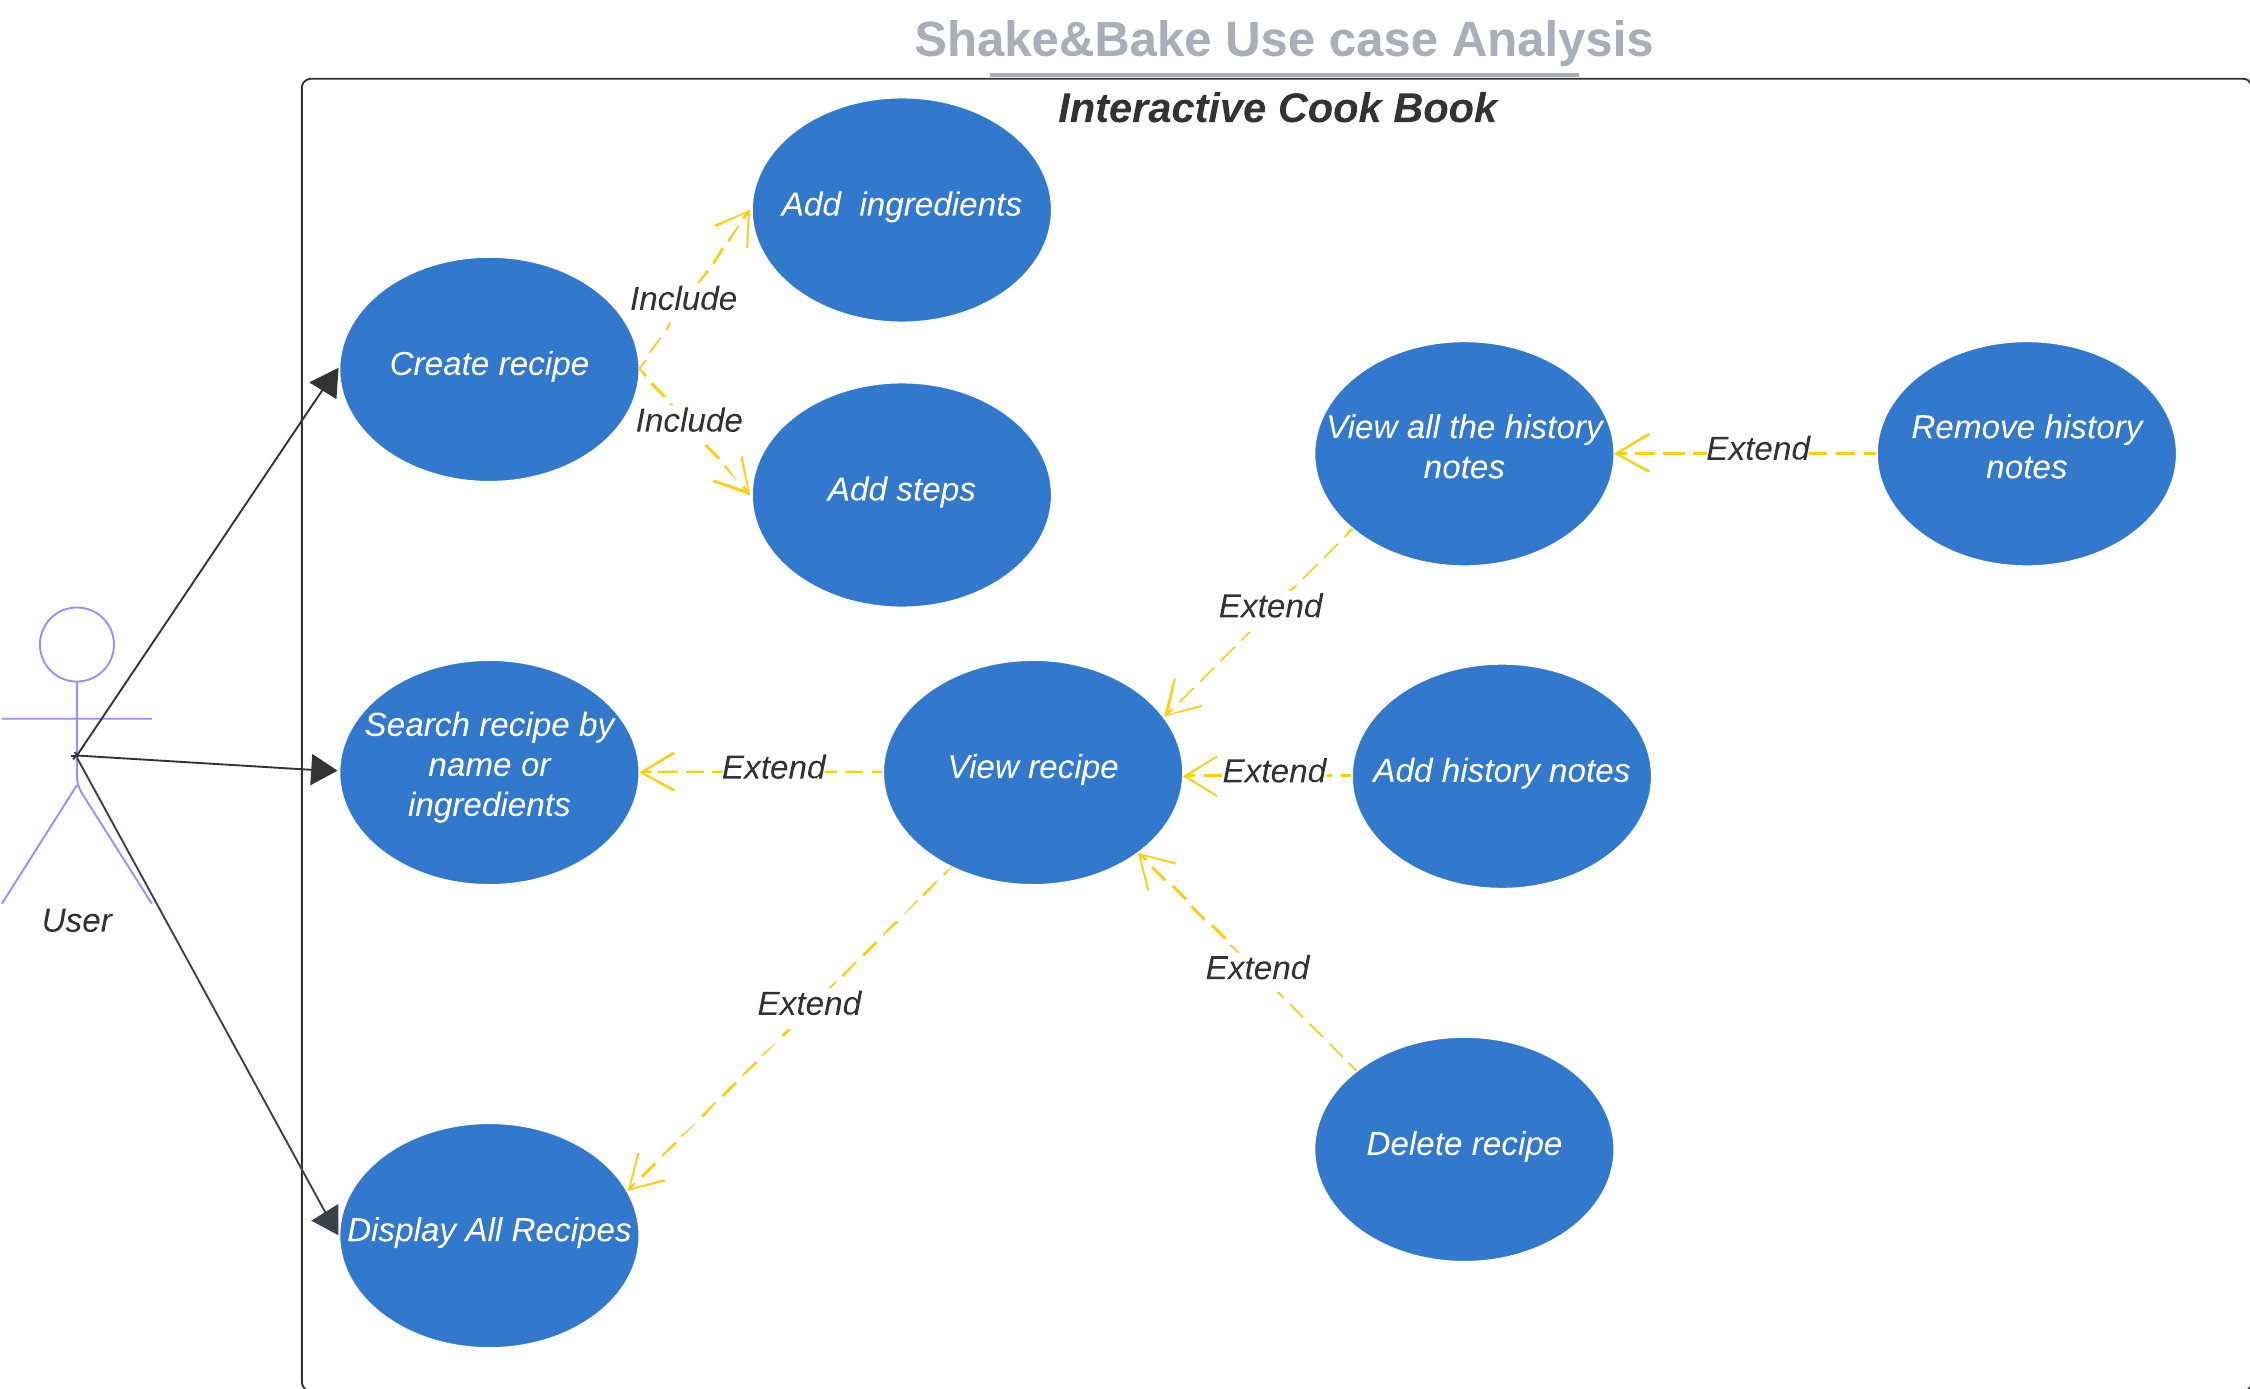 Shake&Bake Use case Analysis
Interactive Cook Book
Add  ingredients
Include
Create recipe
Include
Add steps
View all the history
notes
Extend
Remove history
notes
Extend
Search recipe by
name or
ingredients
Extend
View recipe
Extend
Add history notes
User
Extend
Extend
Delete recipe
Display All Recipes